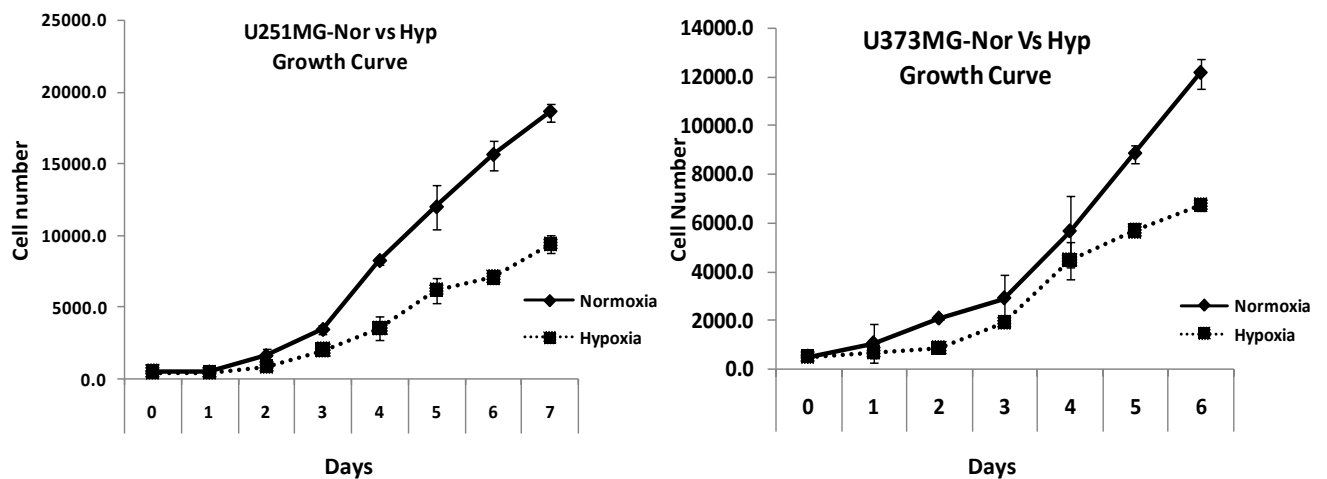 U251MG-Nor vs Hyp
Growth Curve
25000.0
20000.0
15000.0
10000.0
5000.0
0.0
Cell number
0 1 2 3 4 5 6 7
Days
Normoxia
Hypoxia
U373MG-Nor Vs Hyp
Growth Curve
14000.0
12000.0
10000.0
8000.0
6000.0
4000.0
2000.0
0.0
Cell Number
0 1 2 3 4 5 6
Days
Normoxia
Hypoxia